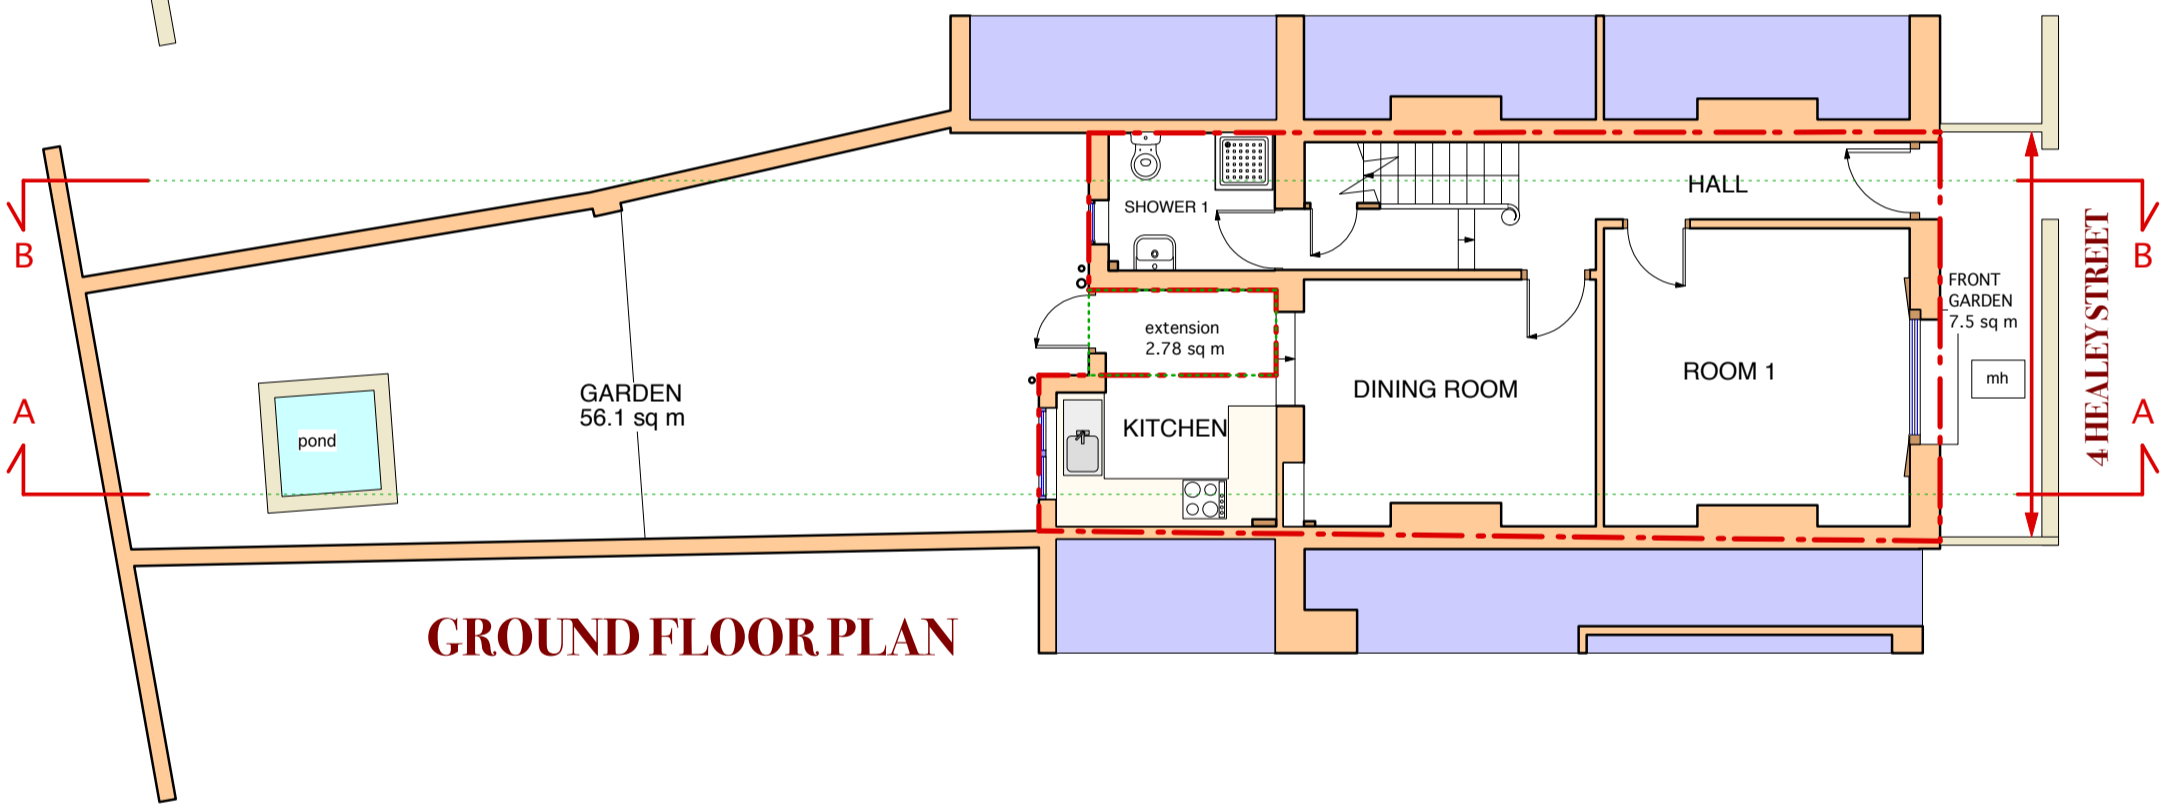 HALL
SHOWER 1
B
B
FRONT
GARDEN
7.5 sq m
4 HEALEY STREET
extension
2.78 sq m
mh
ROOM 1
DINING ROOM
GARDEN
56.1 sq m
A
A
KITCHEN
pond
GROUND FLOOR PLAN